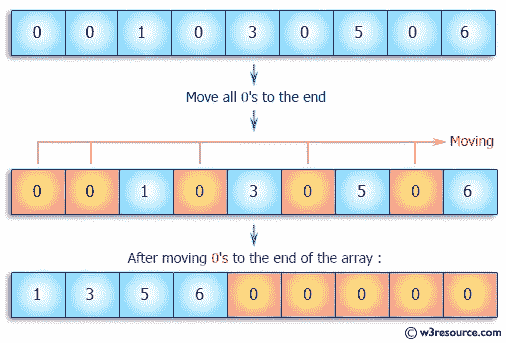 0 0 1 0 3 0 5 0 6
Move all 0's to the end
Moving
0 0 1 0 3 0 5 0 6
After moving 0's to the end of the array :
1 3 5 6 0 0 0 0 0
© w3resource.com